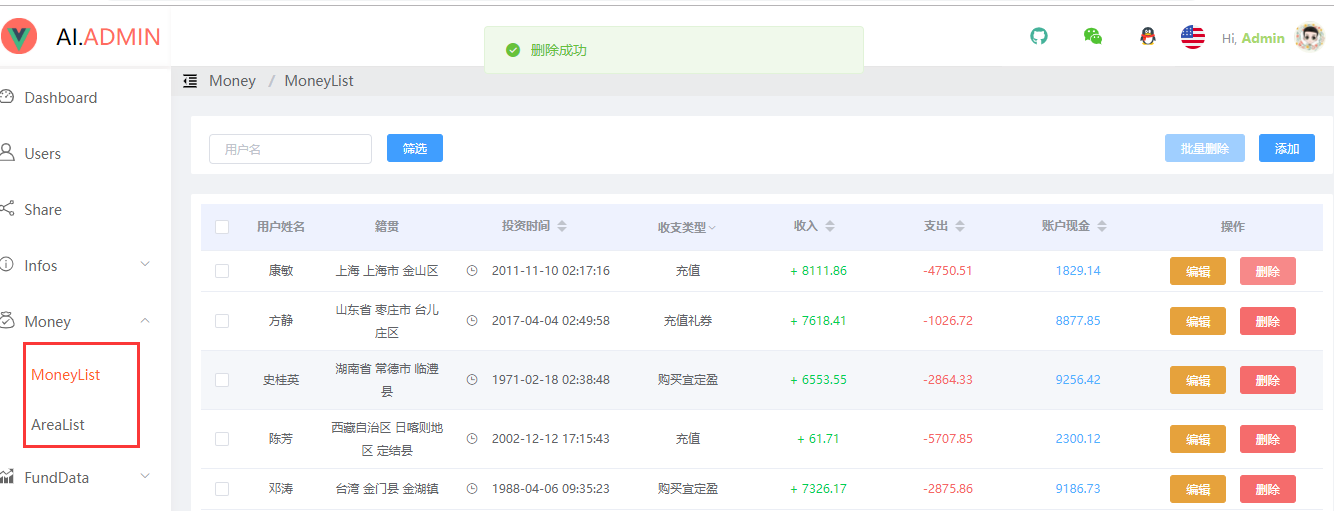 AI.ADMIN
删除成功
Hi, Admin
Money / MoneyList
Dashboard
Users
Share
Infos
Money
MoneyList
AreaList
FundData
用户名
筛选
批量删除
添加
用户姓名 籍贯 投资时间 收支类型 收入 支出 账户现金 操作
康敏 上海 上海市 金山区 2011-11-10 02:17:16 充值 + 8111.86 -4750.51 1829.14 编辑 删除
方静 山东省 枣庄市 台儿
庄区 2017-04-04 02:49:58 充值礼券 + 7618.41 -1026.72 8877.85 编辑 删除
史桂英 湖南省 常德市 临澧
县 1971-02-18 02:38:48 购买宜定盈 + 6553.55 -2864.33 9256.42 编辑 删除
陈芳 西藏自治区 日喀则地
区 定结县 2002-12-12 17:15:43 充值 + 61.71 -5707.85 2300.12 编辑 删除
邓涛 台湾 金门县 金湖镇 1988-04-06 09:35:23 购买宜定盈 + 7326.17 -2875.86 9186.73 编辑 删除